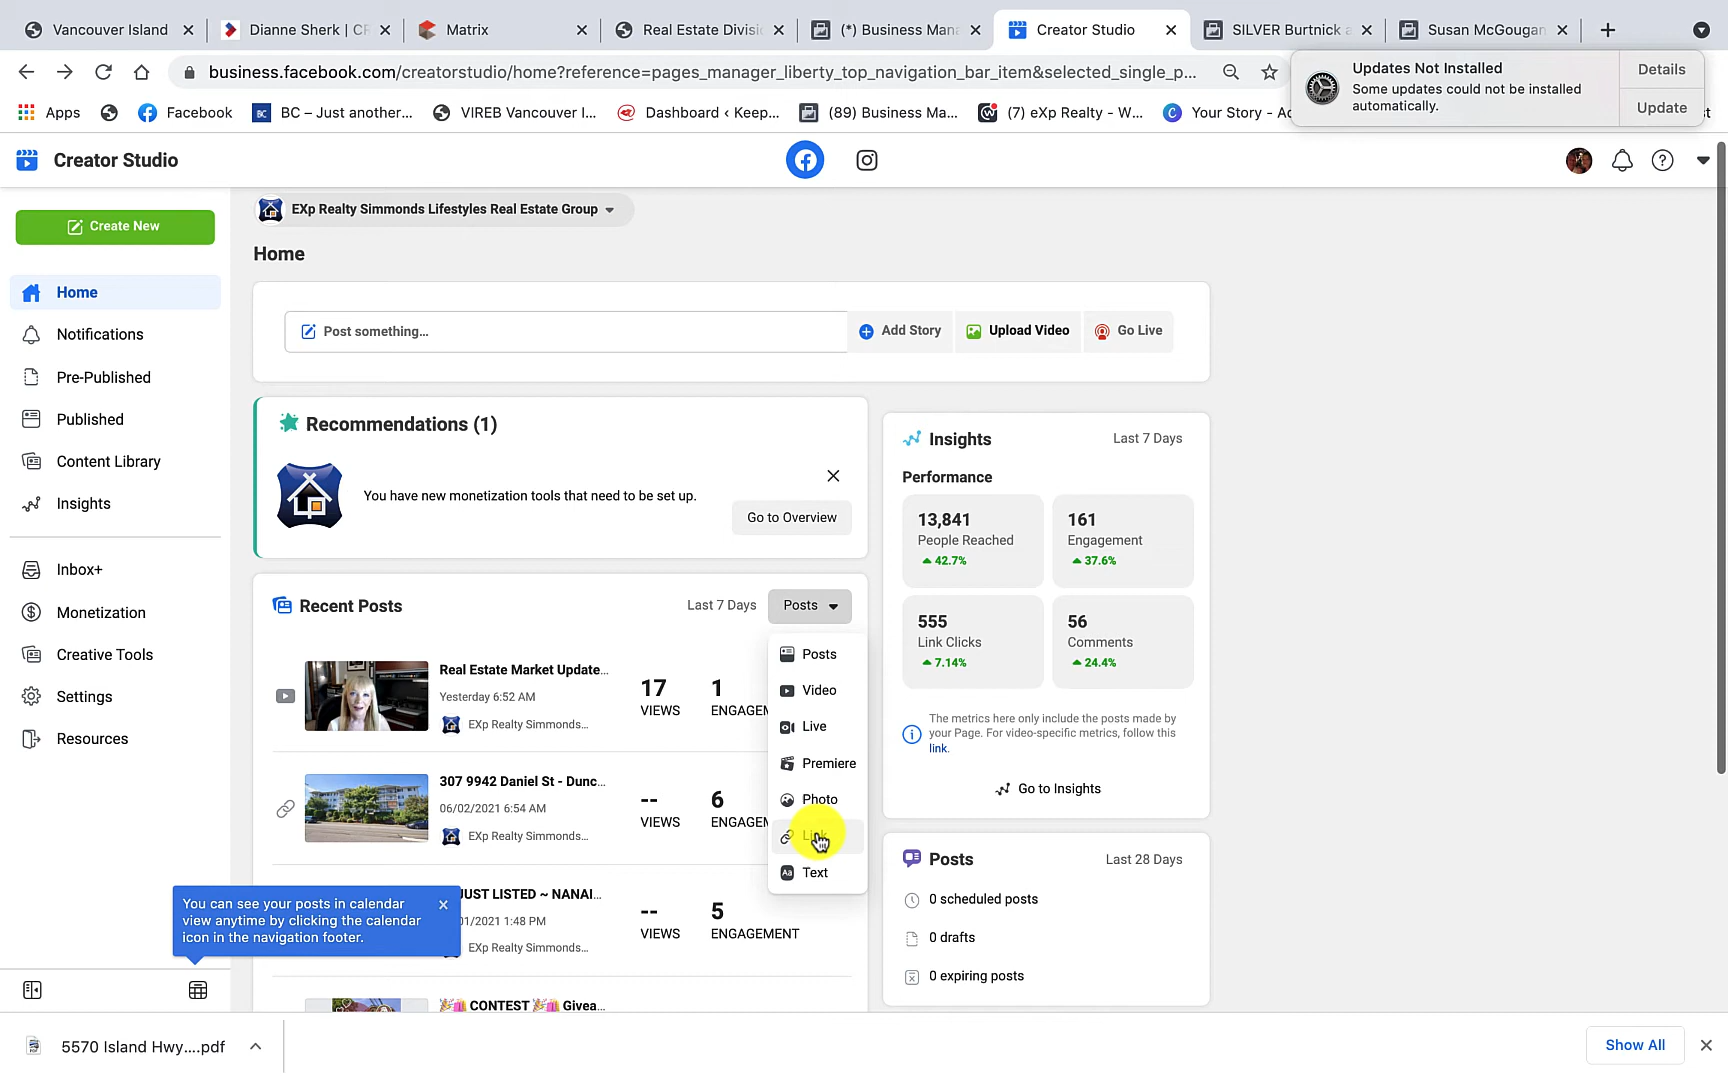 Vancouver Island
Dianne Sherk | CR
Matrix
Real Estate Divisi
(*) Business Mana
Creator Studio
SILVER Burtnick a
Susan McGougan
business.facebook.com/creatorstudio/home?reference=pages_manager_liberty_top_navigation_bar_item&selected_single_p...
Updates Not Installed
Some updates could not be installed
automatically.
Details
Update
Apps
Facebook
BC – Just another...
VIREB Vancouver I...
Dashboard ‹ Keep...
(89) Business Ma...
(7) eXp Realty - W...
Your Story - Ac
st
Creator Studio
Create New
Home
Notifications
Pre-Published
Published
Content Library
Insights
Inbox+
Monetization
Creative Tools
Settings
Resources
EXp Realty Simmonds Lifestyles Real Estate Group
Home
Post something...
Add Story
Upload Video
Go Live
Recommendations (1)
You have new monetization tools that need to be set up.
Go to Overview
Recent Posts
Last 7 Days
Posts
Real Estate Market Update...
Yesterday 6:52 AM
EXp Realty Simmonds...
17
VIEWS
1
ENGAGEM
307 9942 Daniel St - Dunc...
06/02/2021 6:54 AM
EXp Realty Simmonds...
--
VIEWS
6
ENGAGEM
JUST LISTED ~ NANAI...
01/2021 1:48 PM
EXp Realty Simmonds...
--
VIEWS
5
ENGAGEMENT
CONTEST
Givea...
Posts
Video
Live
Premiere
Photo
Link
Text
Insights
Last 7 Days
Performance
13,841
People Reached
42.7%
161
Engagement
37.6%
555
Link Clicks
7.14%
56
Comments
24.4%
The metrics here only include the posts made by
your Page. For video-specific metrics, follow this
link.
Go to Insights
Posts
Last 28 Days
0 scheduled posts
0 drafts
0 expiring posts
You can see your posts in calendar
view anytime by clicking the calendar
icon in the navigation footer.
5570 Island Hwy....pdf
Show All